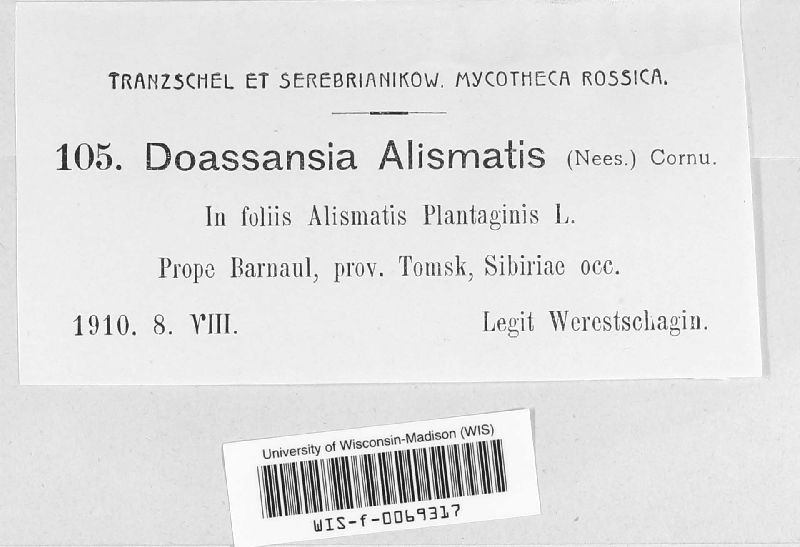 TRANZSCHEL ET SEREBRIANIKOW. MYCOTHECA ROSSICA.
105. Doassansia Alismatis (Nees.) Cornu.
In foliis Alismatis Plantaginis L.
Prope Barnaul, prov. Tomsk, Sibiriae occ.
1910. 8. VIII. Legit Werestschagin.
University of Wisconsin-Madison (WIS)
WIS-f-0069317